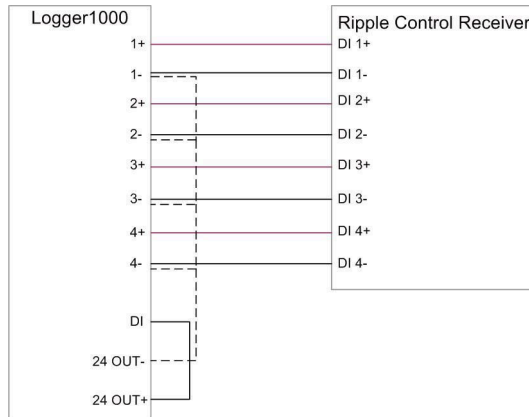 Logger1000
1+
1-
2+
2-
3+
3-
4+
4-
DI
24 OUT-
24 OUT+
Ripple Control Receiver
DI 1+
DI 1-
DI 2+
DI 2-
DI 3+
DI 3-
DI 4+
DI 4-